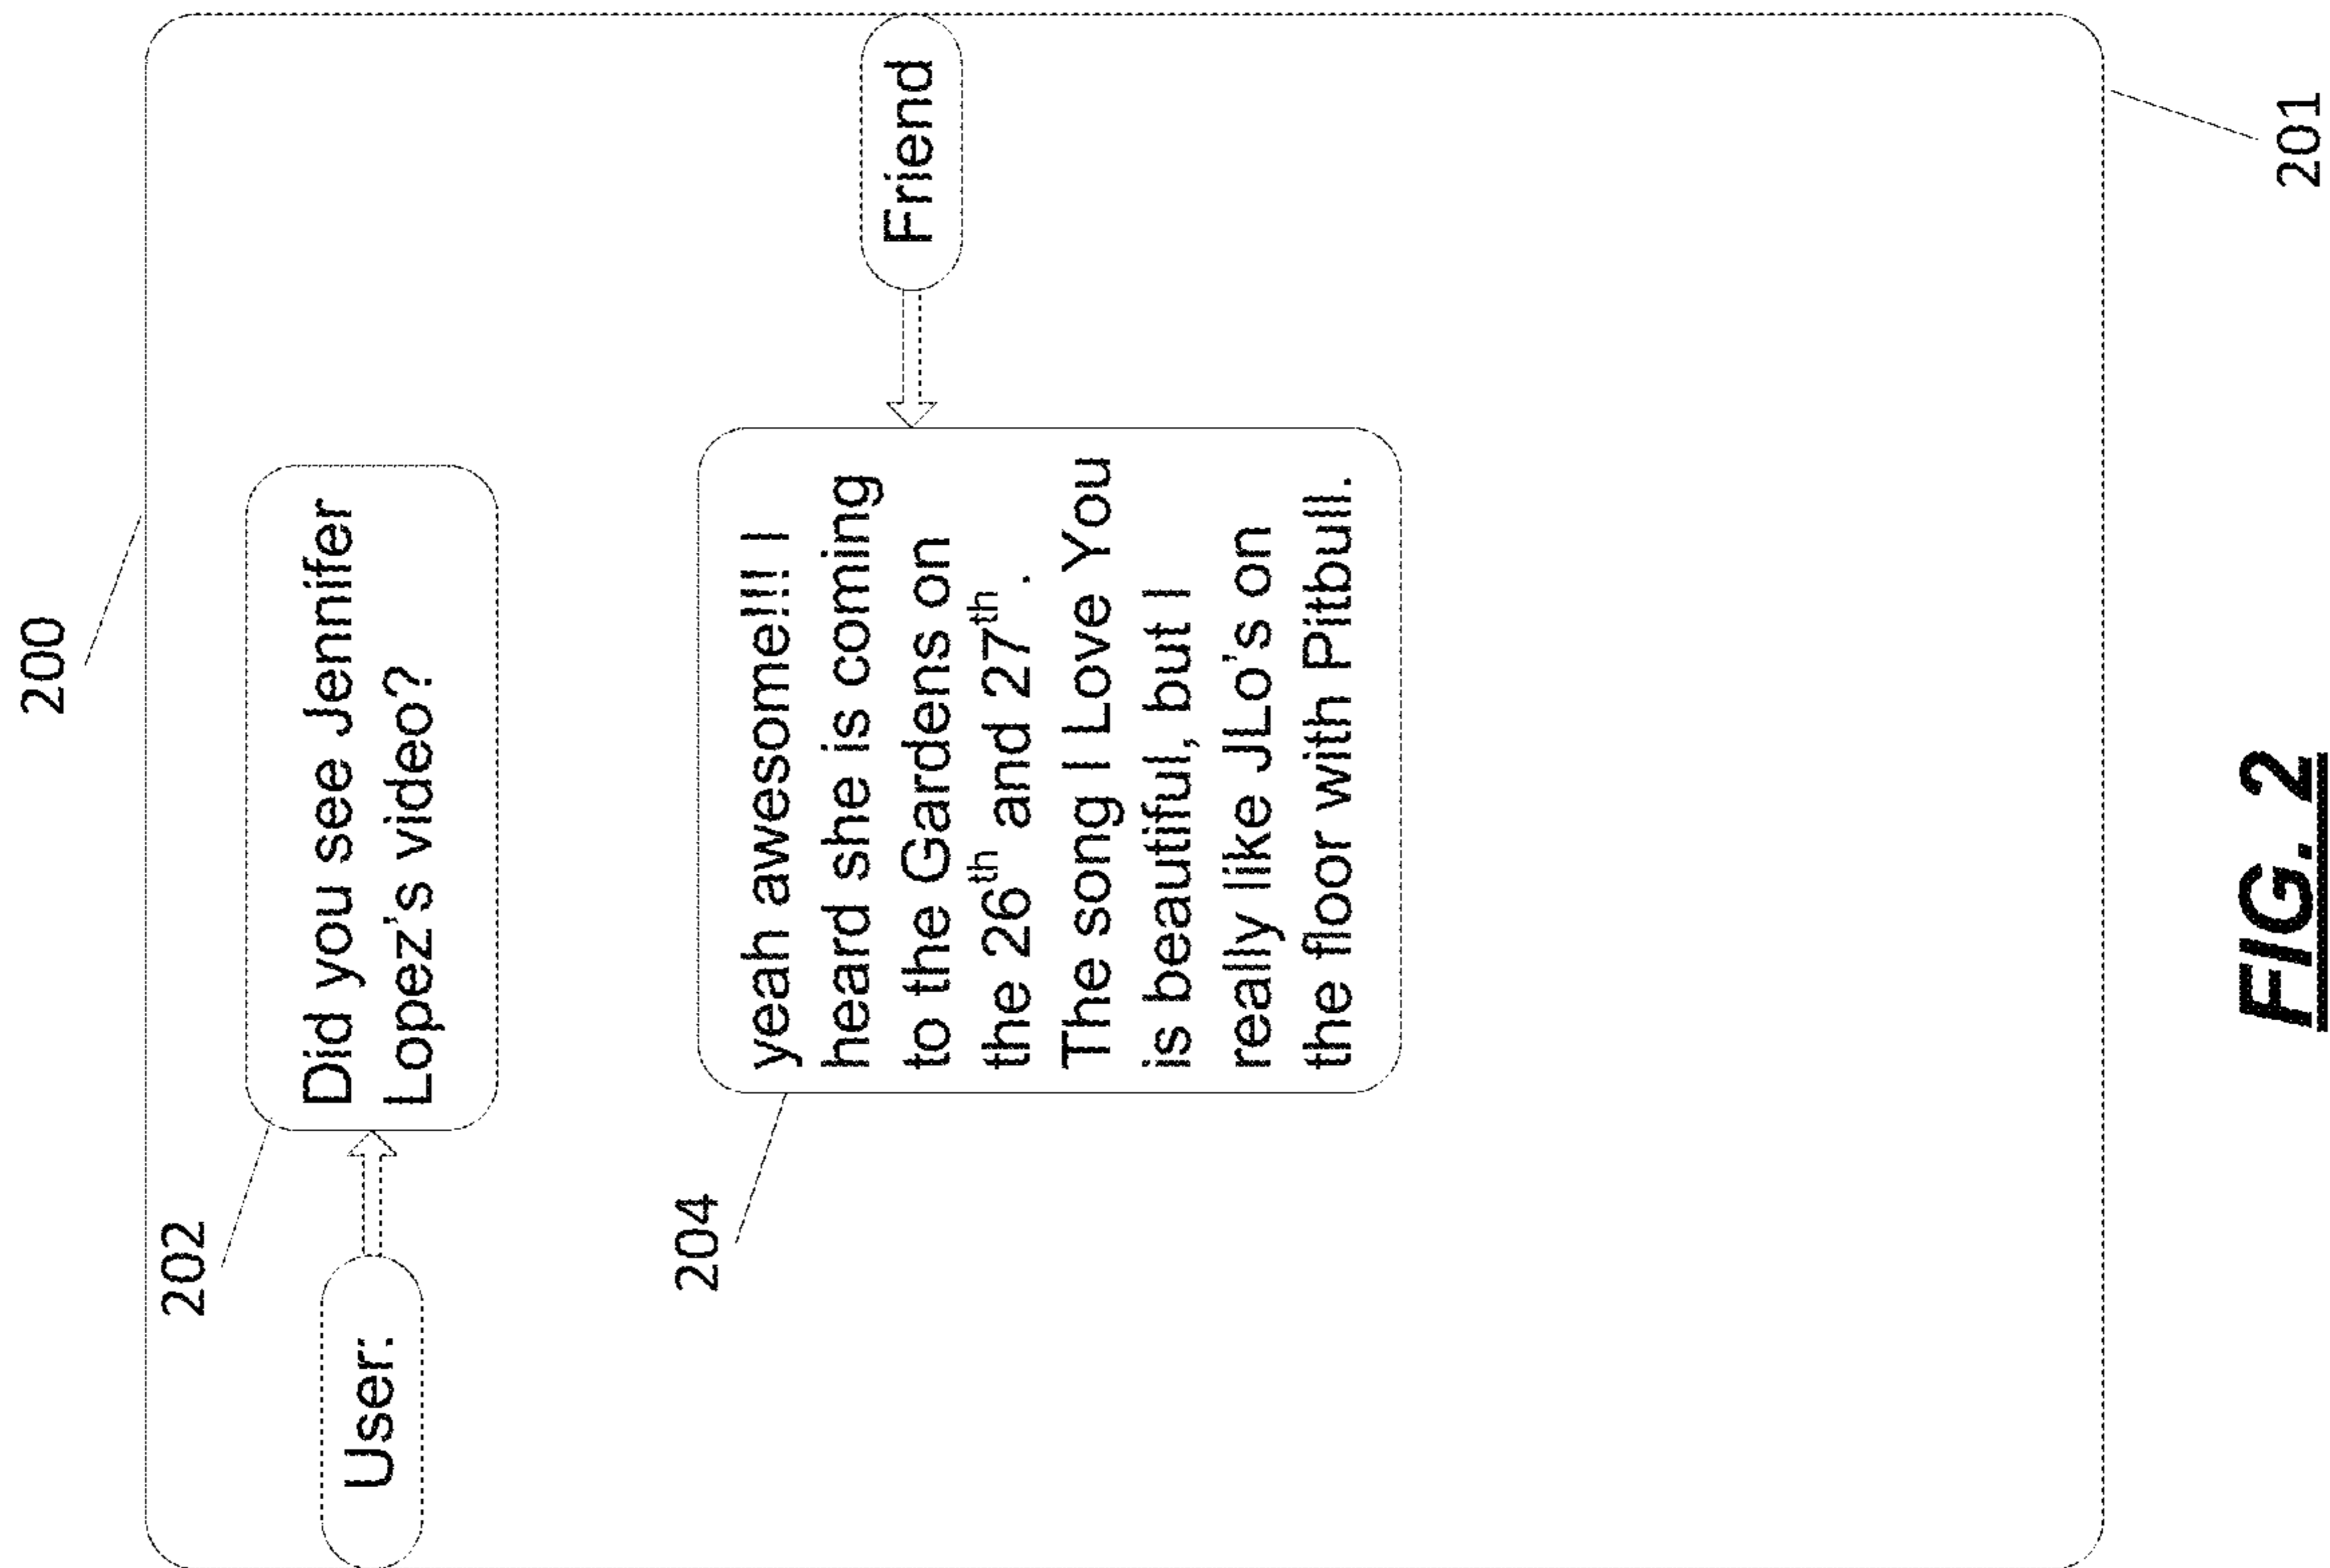 200
202
User:
Did you see Jennifer
Lopez's video?
204
yeah awesome!!! I
heard she is coming
to the Gardens on
the 26th and 27th.
The song I Love You
is beautiful, but I
really like JLo's on
the floor with Pitbull.
Friend
201
FIG. 2